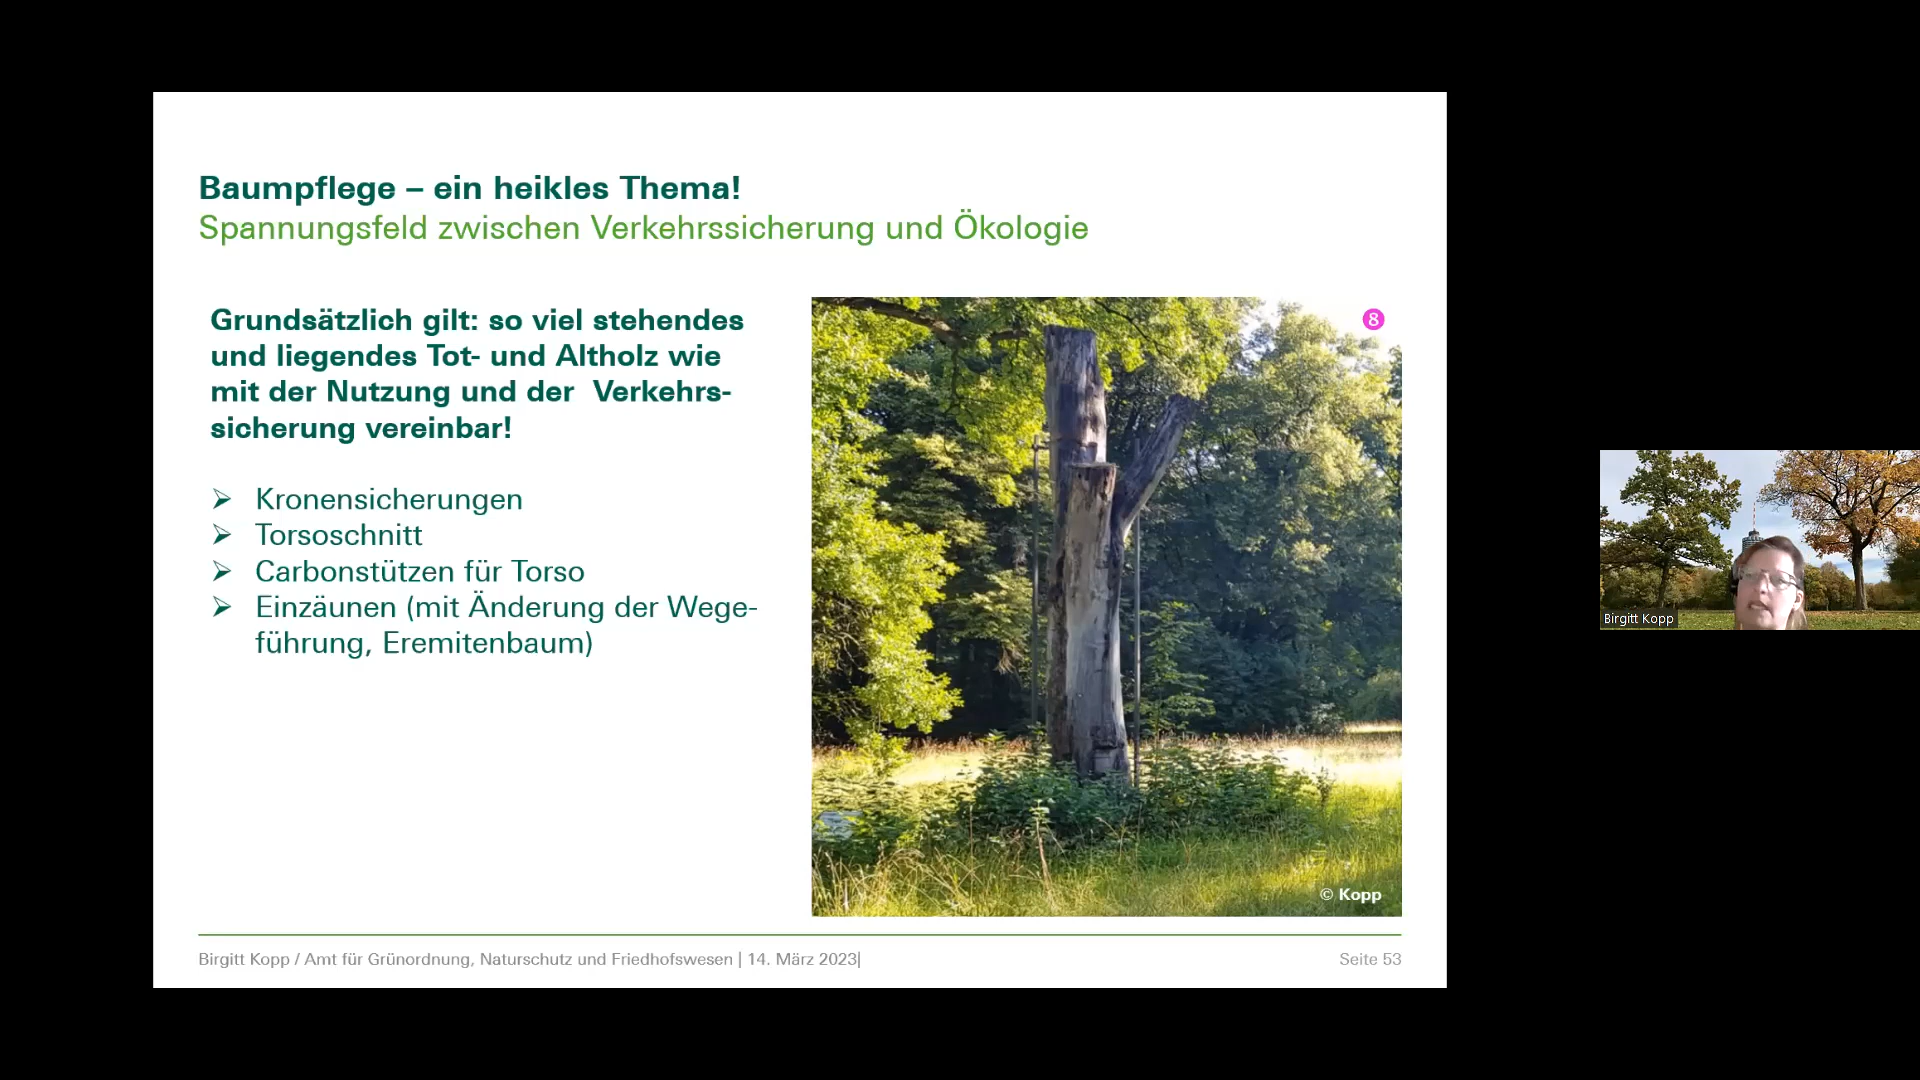 Baumpflege – ein heikles Thema!
Spannungsfeld zwischen Verkehrssicherung und Ökologie
Grundsätzlich gilt: so viel stehendes
und liegendes Tot- und Altholz wie
mit der Nutzung und der  Verkehrs-
sicherung vereinbar!
➢ Kronensicherungen
➢ Torsoschnitt
➢ Carbonstützen für Torso
➢ Einzäunen (mit Änderung der Wege-
führung, Eremitenbaum)
8
© Kopp
Birgitt Kopp / Amt für Grünordnung, Naturschutz und Friedhofswesen | 14. März 2023|
Seite 53
Birgitt Kopp